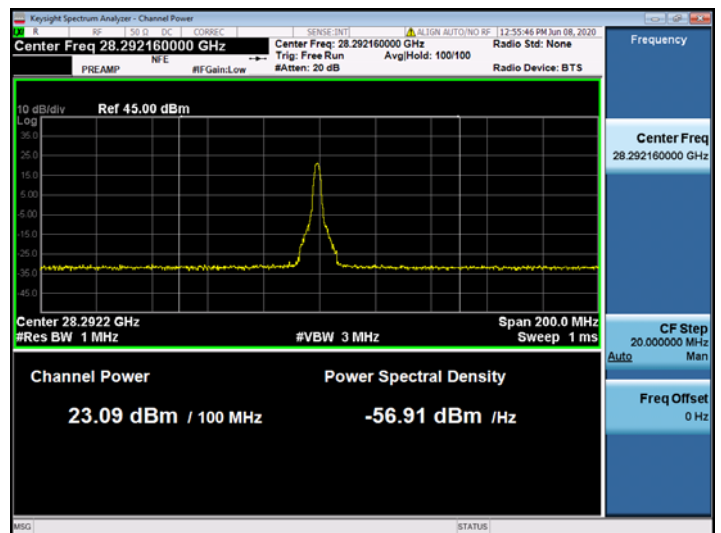 Keysight Spectrum Analyzer - Channel Power
R RF 50 Ω DC CORREC SENSE:INT ALIGN AUTO/NO RF 12:55:46 PM Jun 08, 2020
Center Freq 28.292160000 GHz
Center Freq: 28.292160000 GHz
Radio Std: None
NFE
Trig: Free Run
Avg|Hold: 100/100
PREAMP
#IFGain:Low
#Atten: 20 dB
Radio Device: BTS
Frequency
10 dB/div
Ref 45.00 dBm
Log
35.0
25.0
15.0
5.00
-5.00
-15.0
-25.0
-35.0
-45.0
Center 28.2922 GHz
Span 200.0 MHz
#Res BW 1 MHz
#VBW 3 MHz
Sweep 1 ms
Channel Power
Power Spectral Density
23.09 dBm / 100 MHz
-56.91 dBm /Hz
Center Freq
28.292160000 GHz
CF Step
20.000000 MHz
Auto Man
Freq Offset
0 Hz
MSG
STATUS